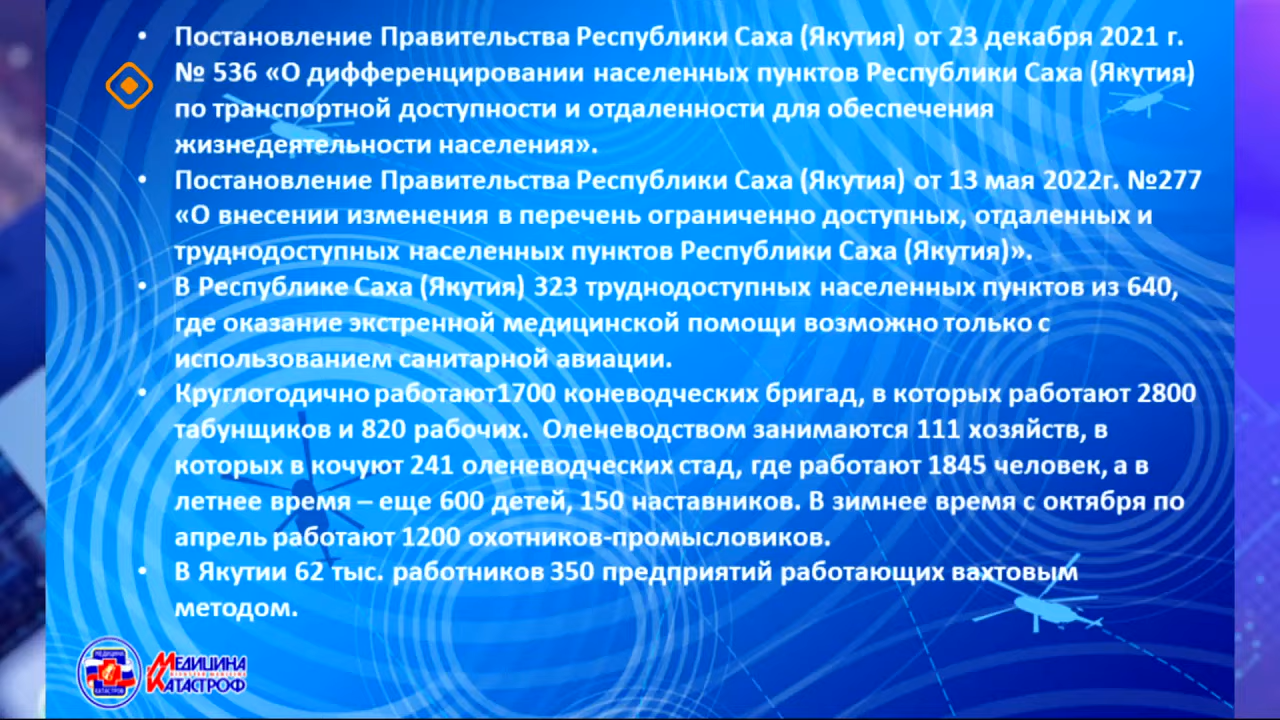 • Постановление Правительства Республики Саха (Якутия) от 23 декабря 2021 г.
№ 536 «О дифференцировании населенных пунктов Республики Саха (Якутия)
по транспортной доступности и отдаленности для обеспечения
жизнедеятельности населения».
• Постановление Правительства Республики Саха (Якутия) от 13 мая 2022г. №277
«О внесении изменения в перечень ограниченно доступных, отдаленных и
труднодоступных населенных пунктов Республики Саха (Якутия)».
• В Республике Саха (Якутия) 323 труднодоступных населенных пунктов из 640,
где оказание экстренной медицинской помощи возможно только с
использованием санитарной авиации.
• Круглогодично работают1700 коневодческих бригад, в которых работают 2800
табунщиков и 820 рабочих. Оленеводством занимаются 111 хозяйств, в
которых в кочуют 241 оленеводческих стад, где работают 1845 человек, а в
летнее время – еще 600 детей, 150 наставников. В зимнее время с октября по
апрель работают 1200 охотников-промысловиков.
• В Якутии 62 тыс. работников 350 предприятий работающих вахтовым
методом.
МЕДИЦИНА
КАТАСТРОФ
МЕДИЦИНА
КАТАСТРОФ